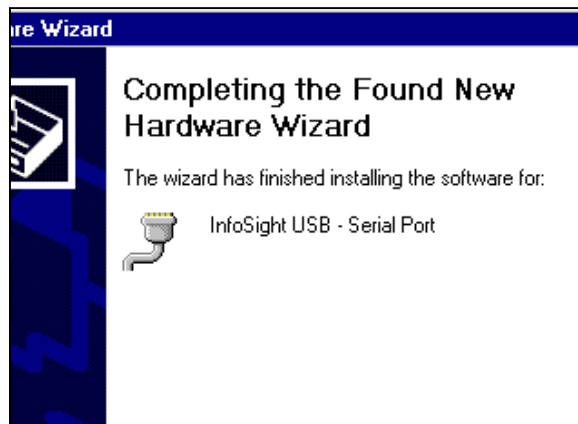 re Wizard
Completing the Found New
Hardware Wizard
The wizard has finished installing the software for:
InfoSight USB - Serial Port